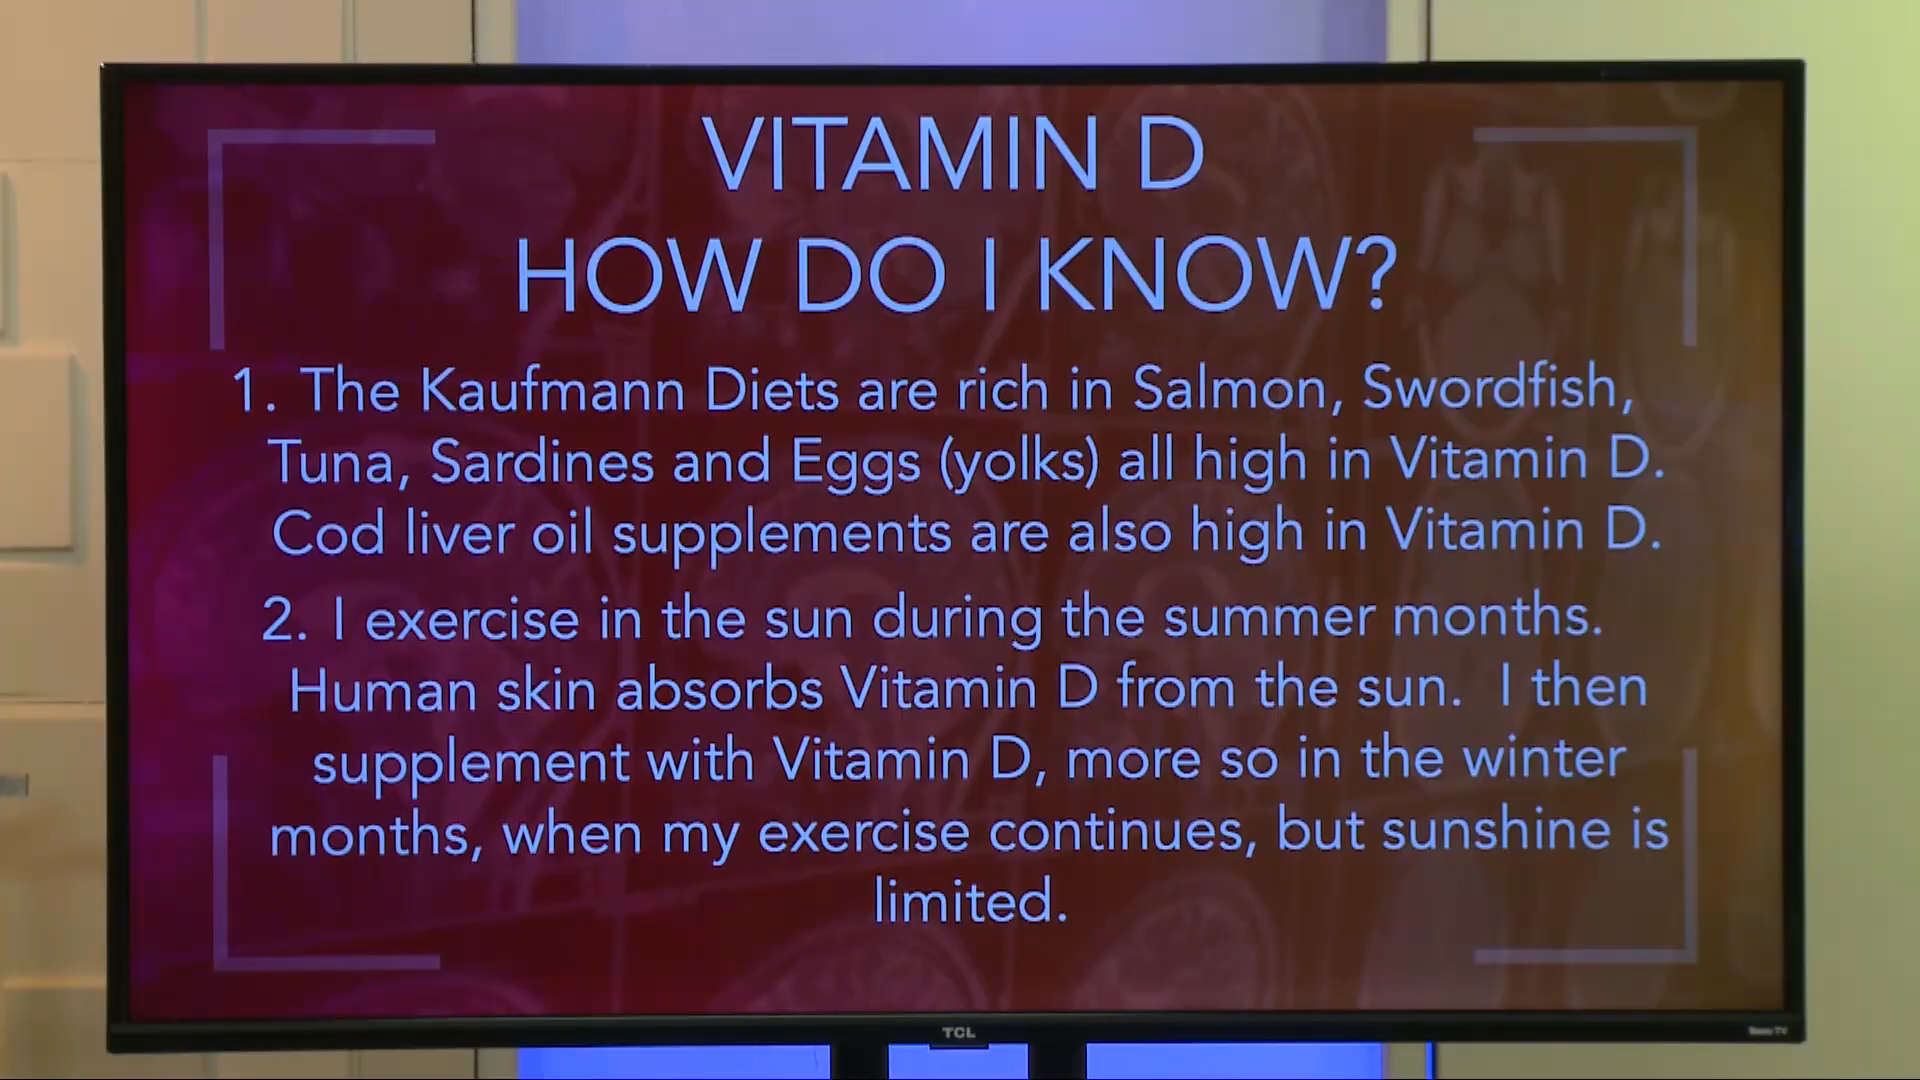 VITAMIN D
HOW DO I KNOW?
1. The Kaufmann Diets are rich in Salmon, Swordfish,
Tuna, Sardines and Eggs (yolks) all high in Vitamin D.
Cod liver oil supplements are also high in Vitamin D.
2. I exercise in the sun during the summer months.
Human skin absorbs Vitamin D from the sun. I then
supplement with Vitamin D, more so in the winter
months, when my exercise continues, but sunshine is
limited.
TCL
Roku TV